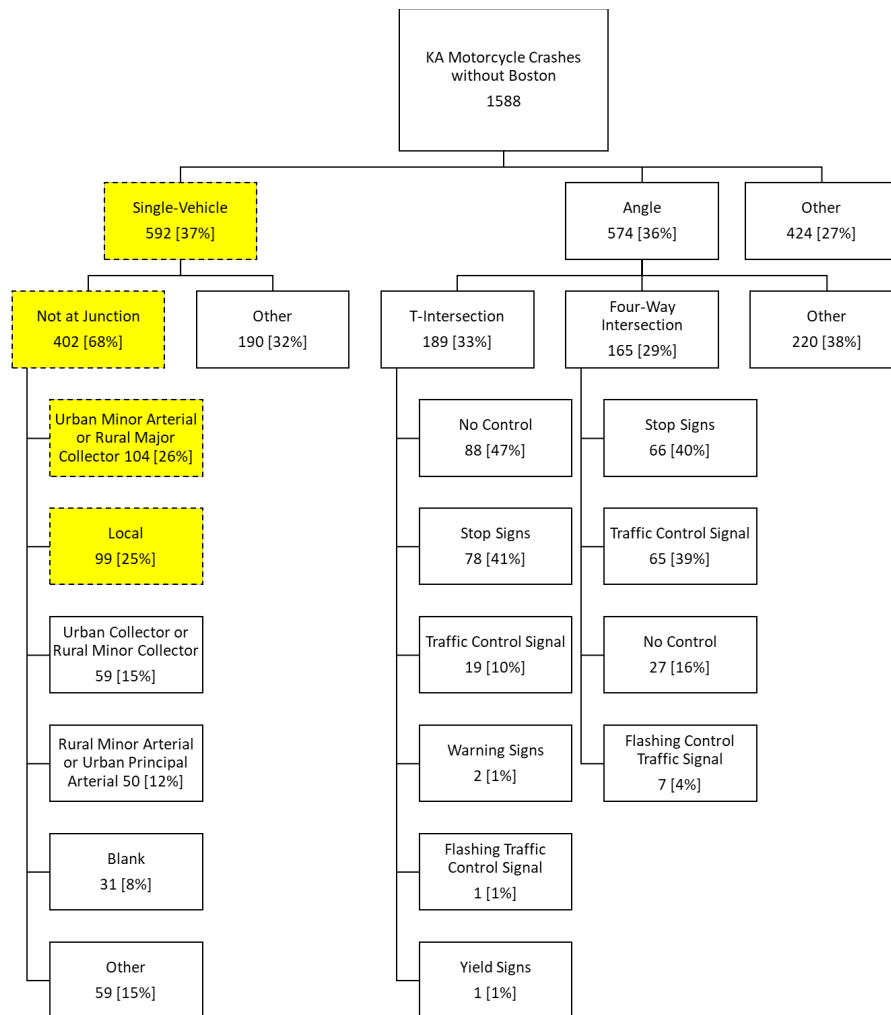 KA Motorcycle Crashes
without Boston
1588
Single-Vehicle
592 [37%]
Angle
574 [36%]
Other
424 [27%]
Not at Junction
402 [68%]
Other
190 [32%]
T-Intersection
189 [33%]
Four-Way
Intersection
165 [29%]
Other
220 [38%]
Urban Minor Arterial
or Rural Major
Collector 104 [26%]
Local
99 [25%]
Urban Collector or
Rural Minor Collector
59 [15%]
Rural Minor Arterial
or Urban Principal
Arterial 50 [12%]
Blank
31 [8%]
Other
59 [15%]
No Control
88 [47%]
Stop Signs
78 [41%]
Traffic Control Signal
19 [10%]
Warning Signs
2 [1%]
Flashing Traffic
Control Signal
1 [1%]
Yield Signs
1 [1%]
Stop Signs
66 [40%]
Traffic Control Signal
65 [39%]
No Control
27 [16%]
Flashing Control
Traffic Signal
7 [4%]